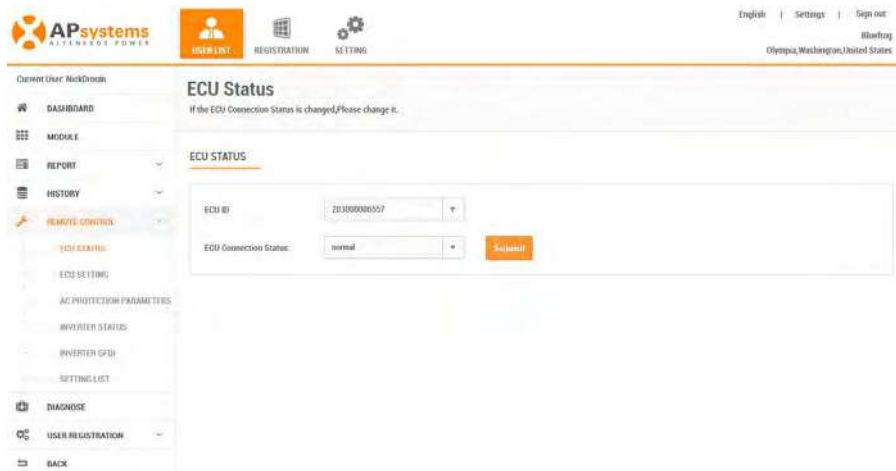 English | Settings | Sign out
APsystems
ALTENERGY POWER
USER LIST
REGISTRATION
SETTING
Bluefrog
Olympia,Washington,United States
Current User: NickDrouin
ECU Status
If the ECU Connection Status is changed,Please change it.
DASHBOARD
MODULE
REPORT
HISTORY
REMOTE CONTROL
ECU STATUS
ECU SETTING
AC PROTECTION PARAMETERS
INVERTER STATUS
INVERTER GFDI
SETTING LIST
DIAGNOSE
USER REGISTRATION
BACK
ECU STATUS
ECU ID
203000006557
ECU Connection Status:
normal
Submit